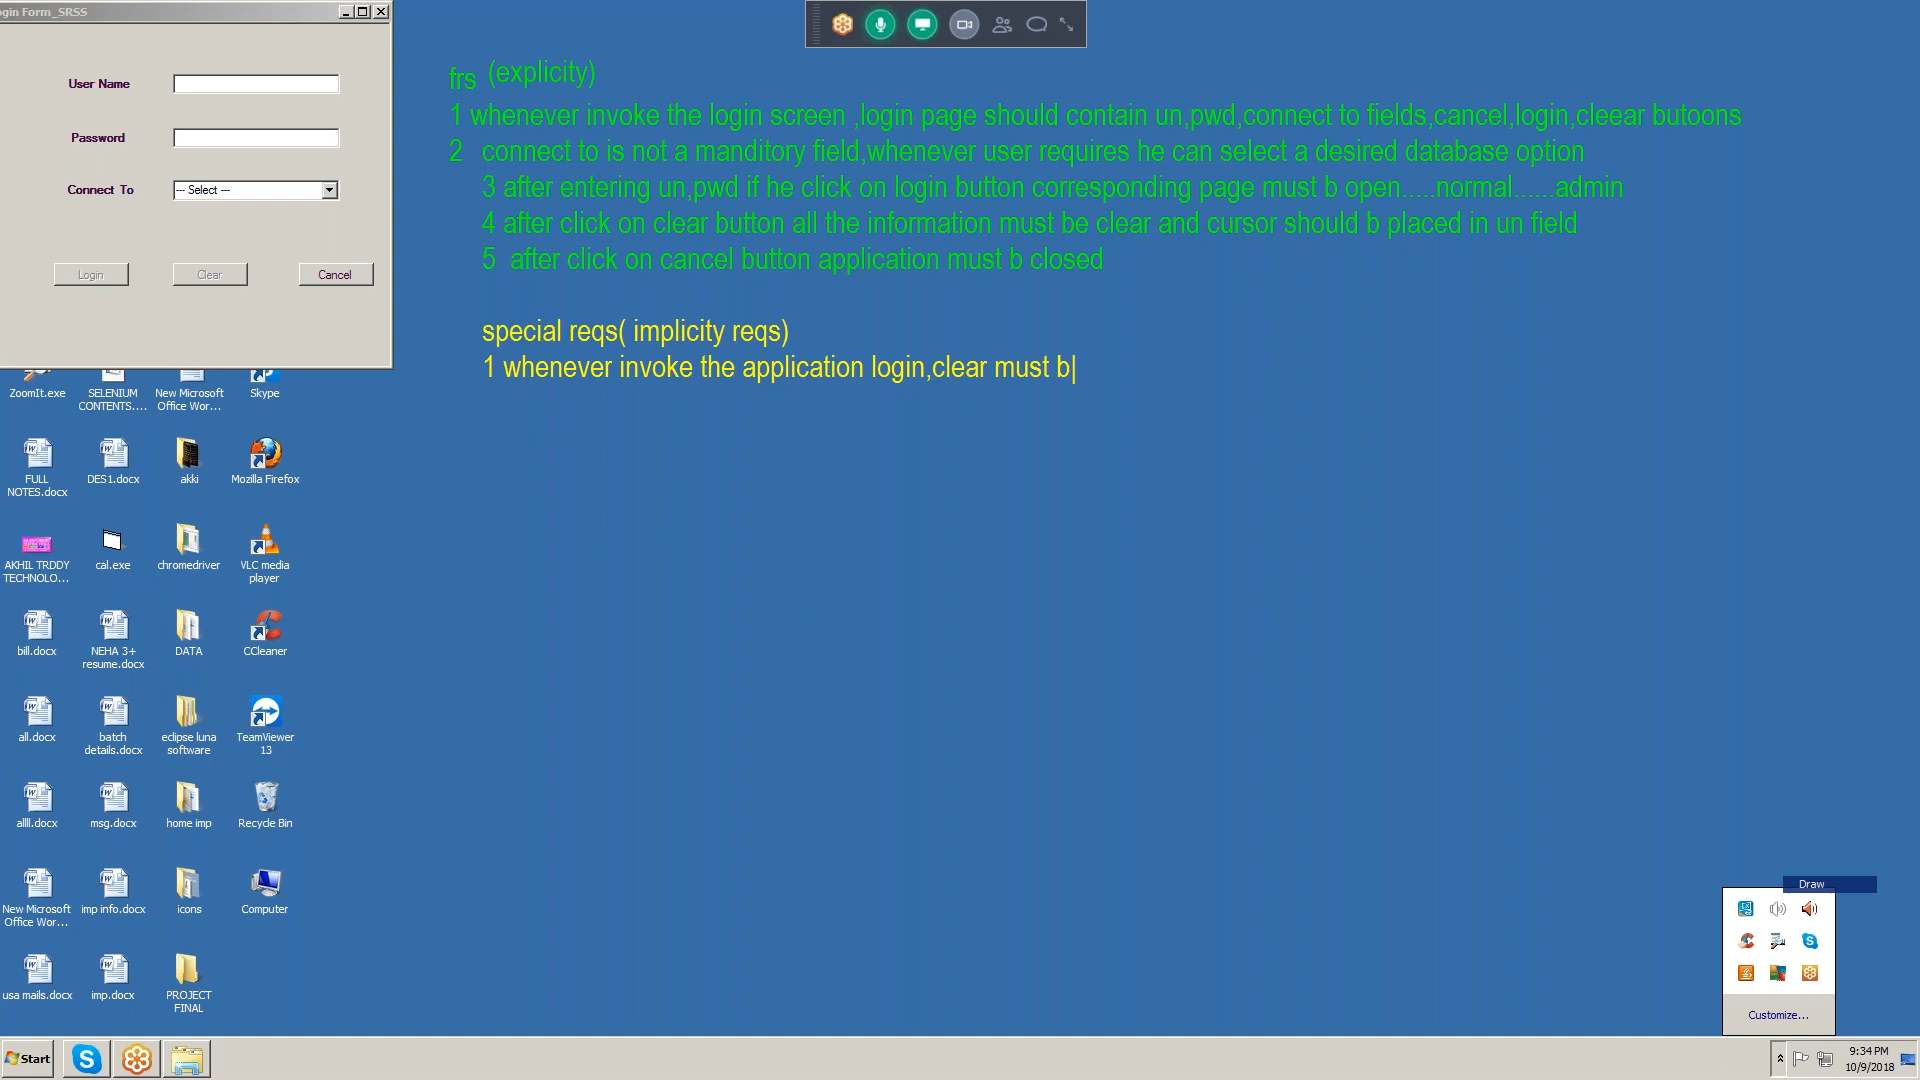 ogin Form_SRSS
User Name
Password
Connect To
--- Select ---
Login
Clear
Cancel
frs (explicity)
1 whenever invoke the login screen ,login page should contain un,pwd,connect to fields,cancel,login,cleear butoons
2 connect to is not a manditory field,whenever user requires he can select a desired database option
3 after entering un,pwd if he click on login button corresponding page must b open.....normal......admin
4 after click on clear button all the information must be clear and cursor should b placed in un field
5 after click on cancel button application must b closed
special reqs( implicity reqs)
1 whenever invoke the application login,clear must b
ZoomIt.exe
SELENIUM
CONTENTS....
New Microsoft
Office Wor...
Skype
FULL
NOTES.docx
DES1.docx
akki
Mozilla Firefox
AKHIL TRDDY
TECHNOLO...
cal.exe
chromedriver
VLC media
player
bill.docx
NEHA 3+
resume.docx
DATA
CCleaner
all.docx
batch
details.docx
eclipse luna
software
TeamViewer
13
allll.docx
msg.docx
home imp
Recycle Bin
New Microsoft
Office Wor...
imp info.docx
icons
Computer
usa mails.docx
imp.docx
PROJECT
FINAL
Draw
Customize...
Start
9:34 PM
10/9/2018